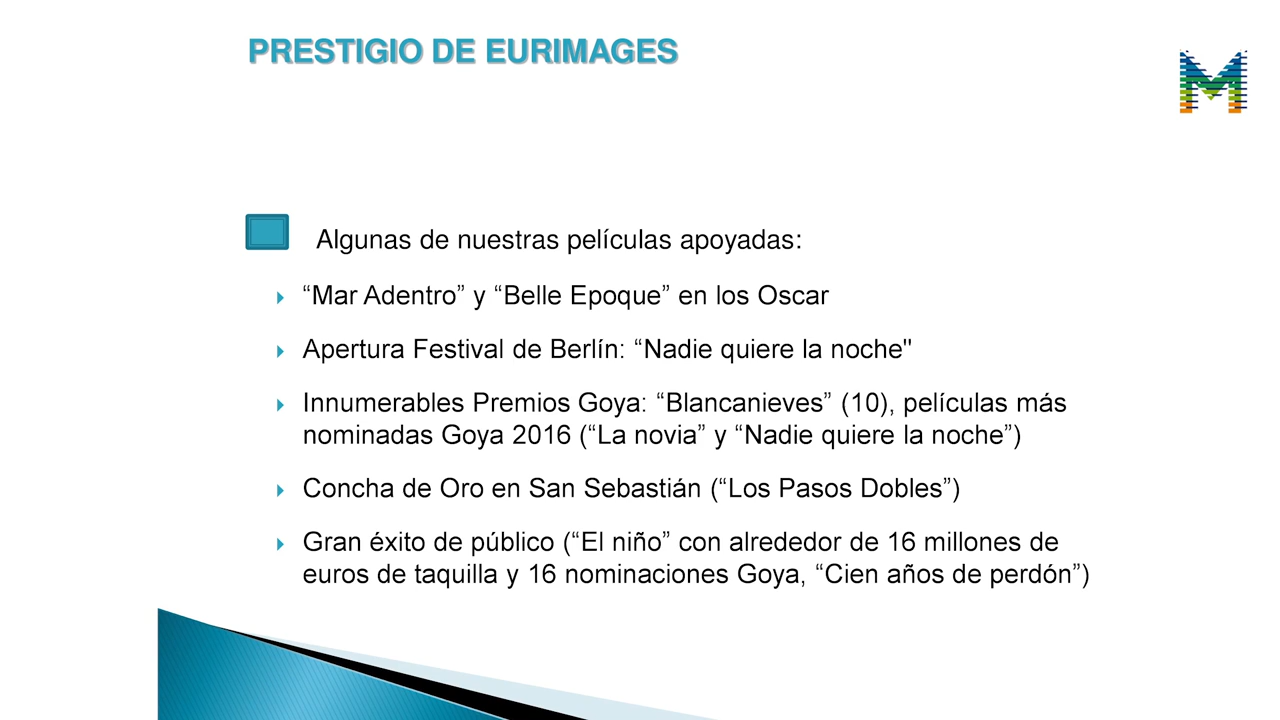 PRESTIGIO DE EURIMAGES
M
Algunas de nuestras películas apoyadas:
“Mar Adentro” y “Belle Epoque” en los Oscar
Apertura Festival de Berlín: “Nadie quiere la noche"
Innumerables Premios Goya: “Blancanieves” (10), películas más
nominadas Goya 2016 (“La novia” y “Nadie quiere la noche”)
Concha de Oro en San Sebastián (“Los Pasos Dobles”)
Gran éxito de público (“El niño” con alrededor de 16 millones de
euros de taquilla y 16 nominaciones Goya, “Cien años de perdón”)